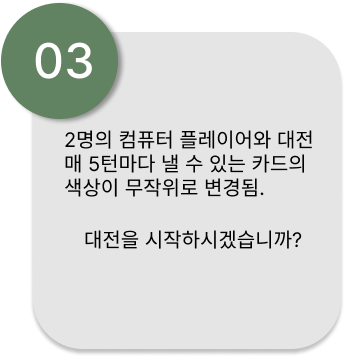 03
2명의 컴퓨터 플레이어와 대전
매 5턴마다 낼 수 있는 카드의
색상이 무작위로 변경됨.
대전을 시작하시겠습니까?